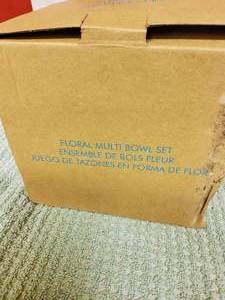 FLORAL MULTI BOWL SET
ENSEMBLE DE BOLS FLEUR
JUEGO DE TAZONES EN FORMA DE FLOR